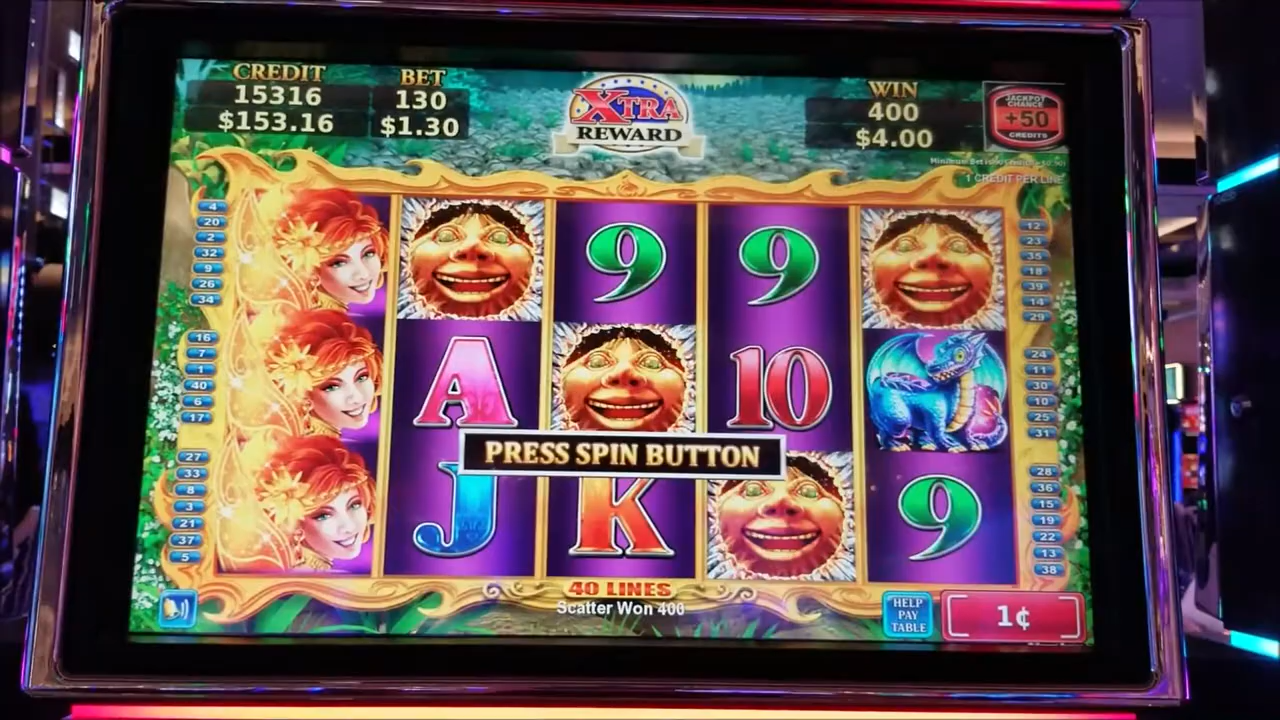 CREDIT
15316
$153.16
BET
130
$1.30
XTRA
REWARD
WIN
400
$4.00
JACKPOT
CHANCE
+50
CREDITS
1 CREDIT PER LINE
4
20
2
32
9
26
34
16
7
1
40
6
17
27
33
8
3
21
37
5
9
9
A
10
J
K
9
PRESS SPIN BUTTON
12
23
35
18
39
14
29
24
11
30
10
25
31
28
36
15
19
22
13
38
40 LINES
Scatter Won 400
HELP
PAY
TABLE
1¢